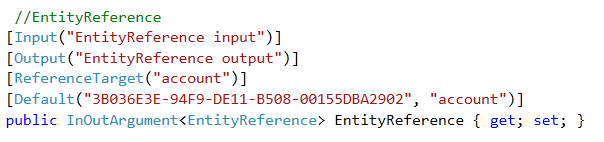 //EntityReference
[Input("EntityReference input")]
[Output("EntityReference output")]
[ReferenceTarget("account")]
[Default("3B036E3E-94F9-DE11-B508-00155DBA2902", "account")]
public InOutArgument<EntityReference> EntityReference { get; set; }